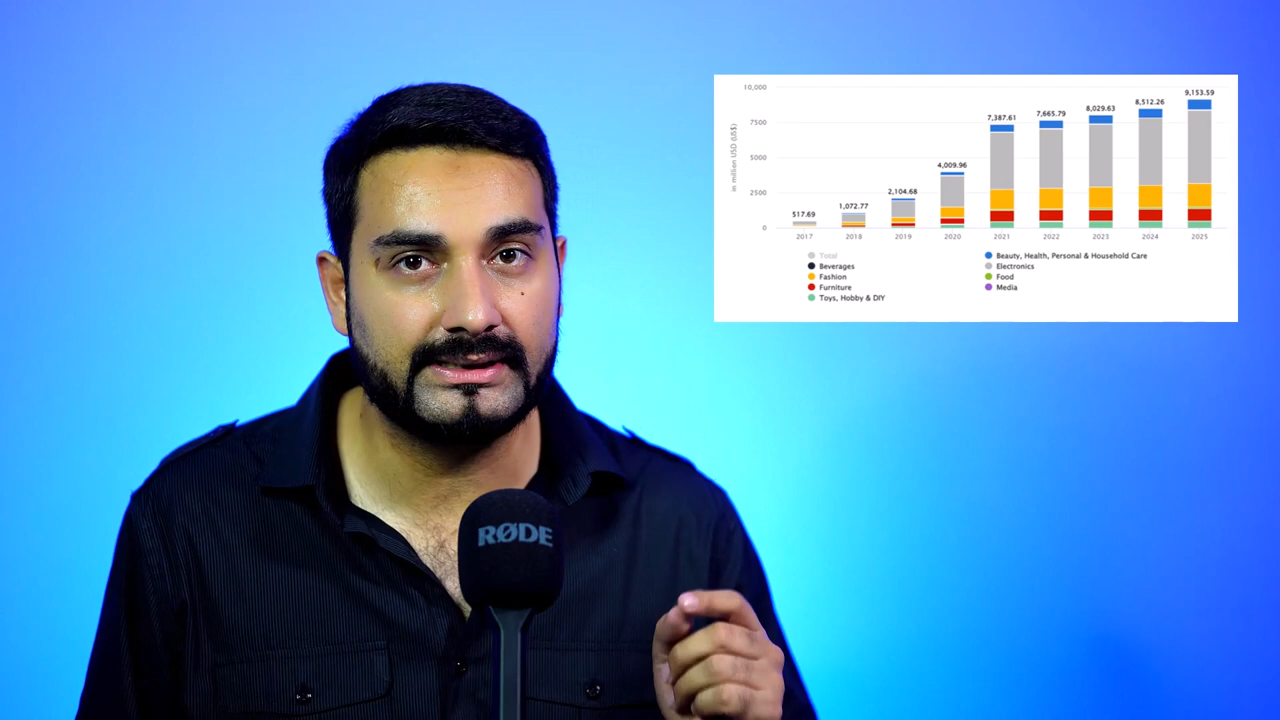 10,000
7500
5000
2500
0
in million USD (US$)
517.69
1,072.77
2,104.68
4,009.96
7,387.61
7,665.79
8,029.63
8,512.26
9,153.59
2017 2018 2019 2020 2021 2022 2023 2024 2025
Total
Beverages
Fashion
Furniture
Toys, Hobby & DIY
Beauty, Health, Personal & Household Care
Electronics
Food
Media
RØDE